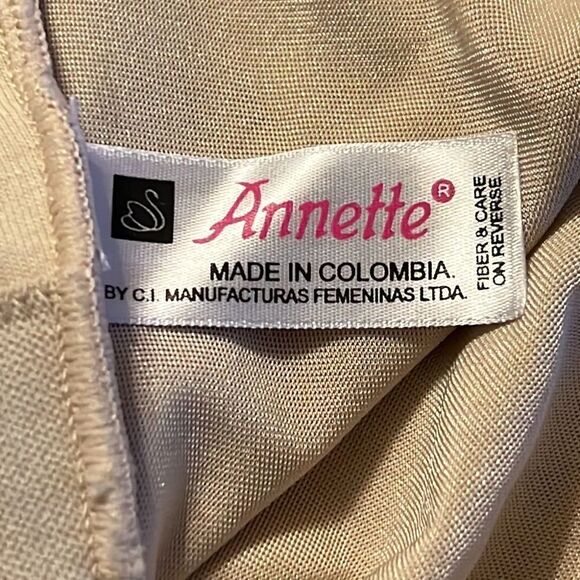 Annette®
MADE IN COLOMBIA.
BY C.I. MANUFACTURAS FEMENINAS LTDA.
FIBER & CARE
ON REVERSE